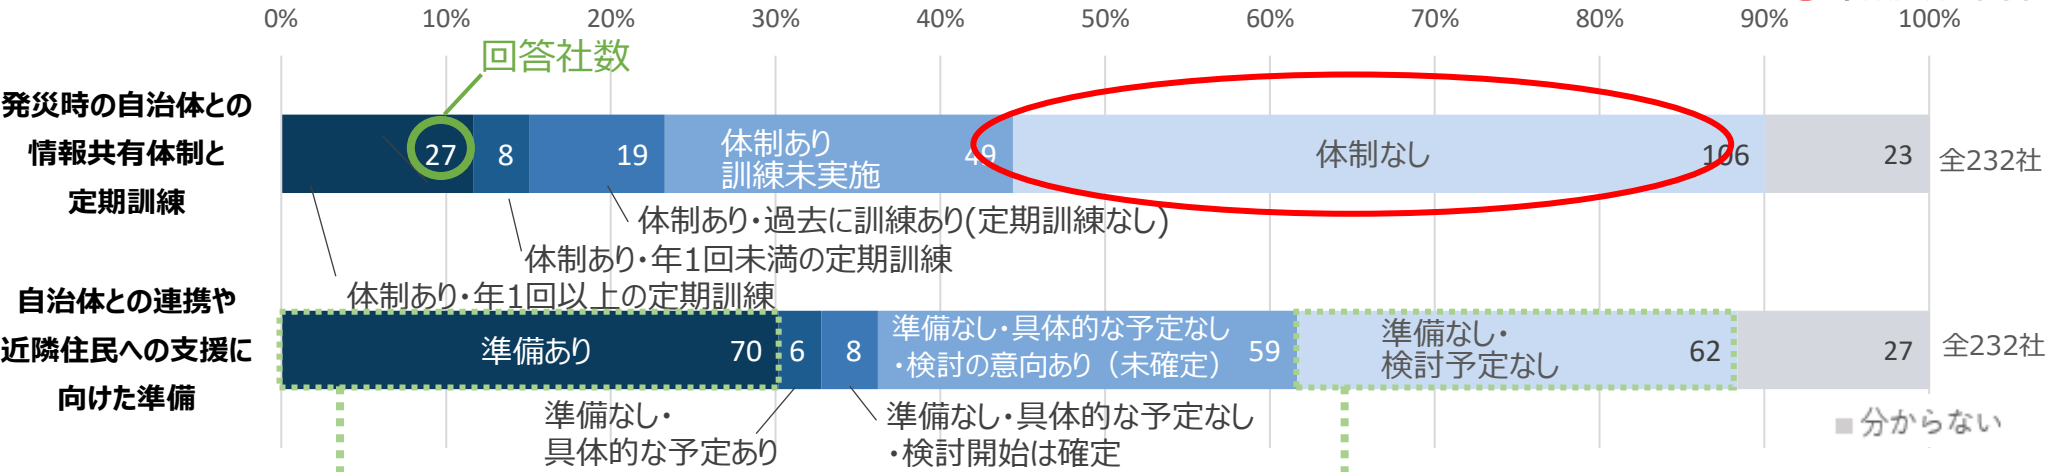 0% 10% 20% 30% 40% 50% 60% 70% 80% 90% 100%
回答社数
発災時の自治体との
情報共有体制と
定期訓練
27 8 19
体制あり
訓練未実施
49
体制なし
106
23
全232社
体制あり・過去に訓練あり(定期訓練なし)
体制あり・年1回未満の定期訓練
体制あり・年1回以上の定期訓練
自治体との連携や
近隣住民への支援に
向けた準備
準備あり 70 6 8
準備なし・具体的な予定なし
・検討の意向あり（未確定）
59
準備なし・
検討予定なし
62
27
全232社
準備なし・
具体的な予定あり
準備なし・具体的な予定なし
・検討開始は確定
分からない